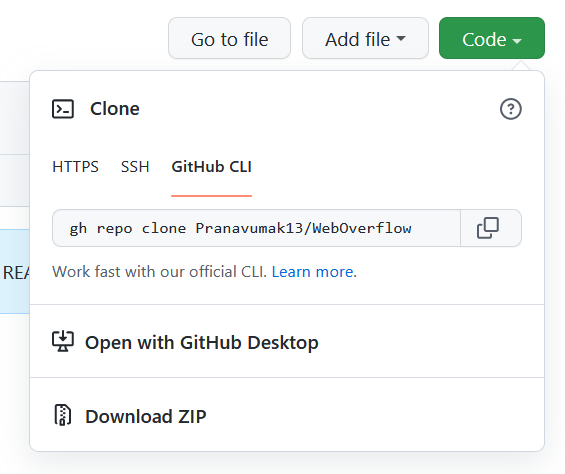 Go to file
Add file
Code
Clone
HTTPS
SSH
GitHub CLI
gh repo clone Pranavumak13/WebOverflow
Work fast with our official CLI. Learn more.
REA
Open with GitHub Desktop
Download ZIP